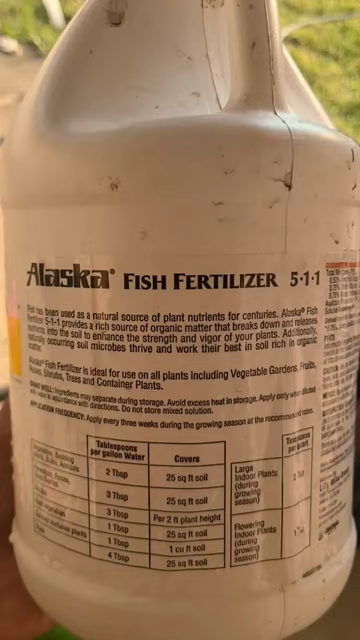 Alaska® FISH FERTILIZER 5-1-1
Fish has been used as a natural source of plant nutrients for centuries. Alaska® Fish
Fertilizer 5-1-1 provides a rich source of organic matter that breaks down and releases
nutrients into the soil to enhance the strength and vigor of your plants. Additionally,
naturally occurring soil microbes thrive and work their best in soil rich in organic
matter.
Alaska® Fish Fertilizer is ideal for use on all plants including Vegetable Gardens, Fruits,
Roses, Shrubs, Trees and Container Plants.
SHAKE WELL: Ingredients may separate during storage. Avoid excess heat in storage. Apply only when diluted
with water in accordance with directions. Do not store mixed solution.
APPLICATION FREQUENCY: Apply every three weeks during the growing season at the recommended rates.
Tablespoons per gallon Water Covers
2 Tbsp 25 sq ft soil
3 Tbsp 25 sq ft soil
3 Tbsp Per 2 ft plant height
1 Tbsp 25 sq ft soil
1 Tbsp 1 cu ft soil
4 Tbsp 25 sq ft soil
Large
Indoor Plants
(during
growing
season)
Flowering
Indoor Plants
(during
growing
season)